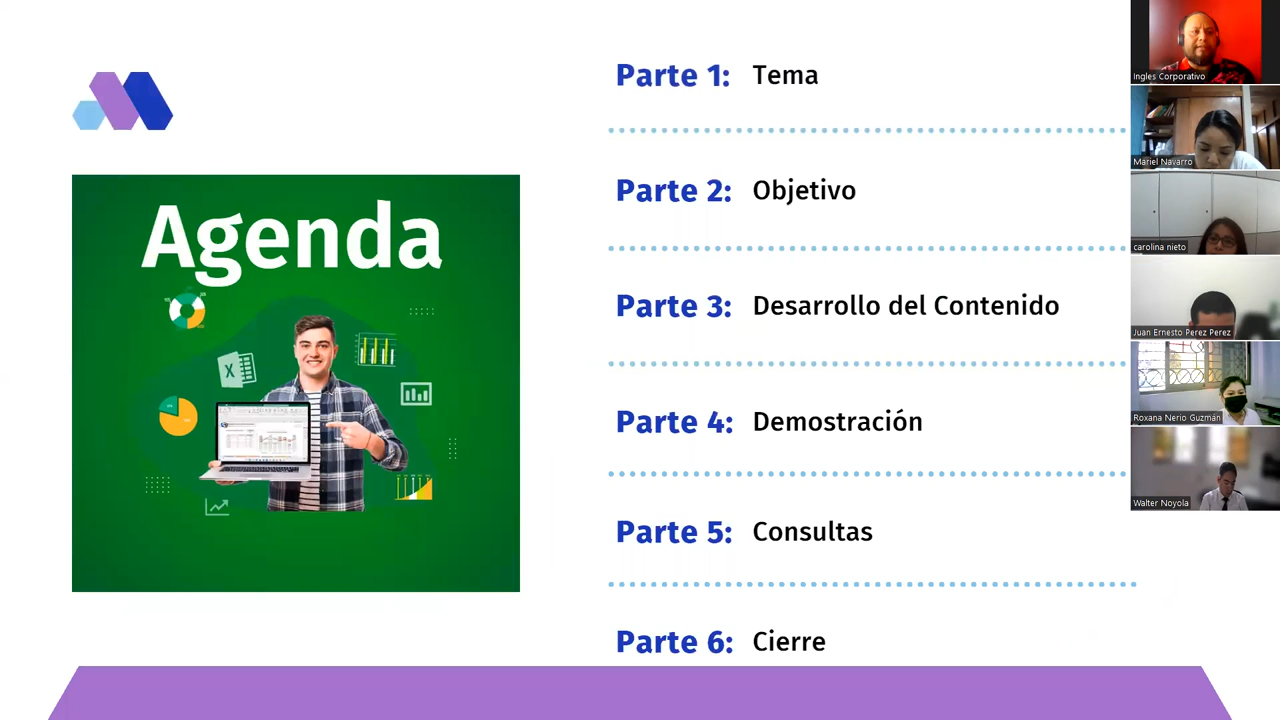 Agenda
X
Parte 1: Tema
Parte 2: Objetivo
Parte 3: Desarrollo del Contenido
Parte 4: Demostración
Parte 5: Consultas
Parte 6: Cierre
Ingles Corporativo
Mariel Navarro
carolina nieto
Juan Ernesto Perez Perez
Roxana Nerio Guzmán
Walter Noyola